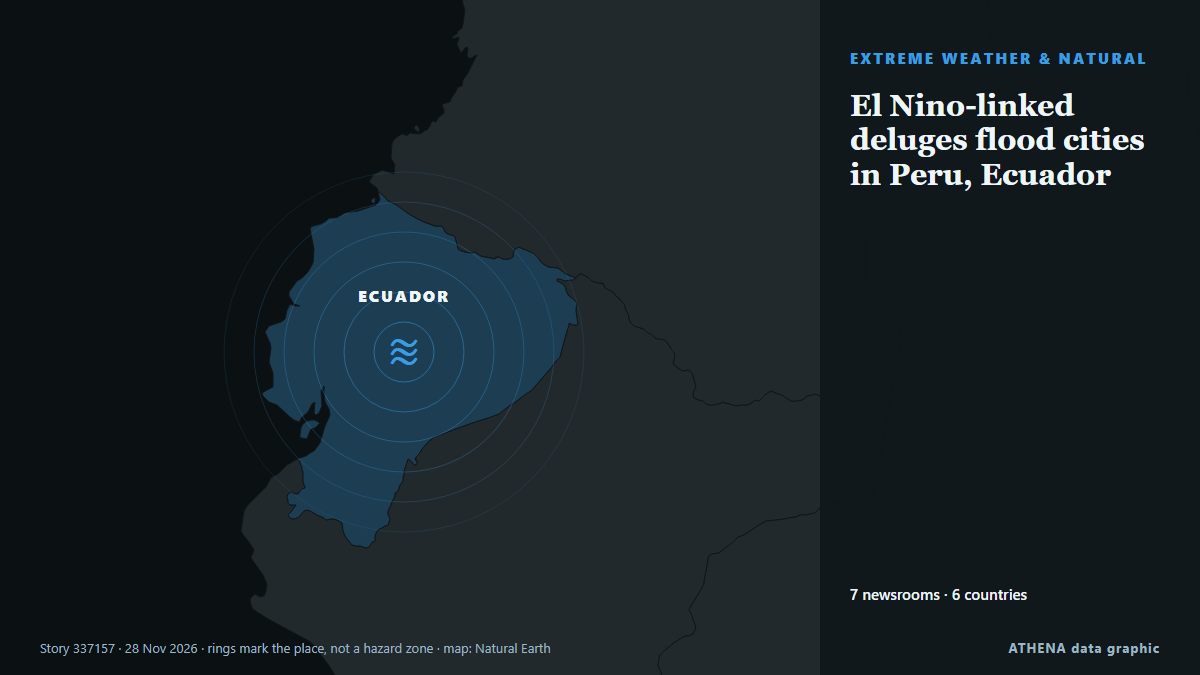 EXTREME WEATHER & NATURAL
El Nino-linked
deluges flood cities
in Peru, Ecuador
ECUADOR
7 newsrooms · 6 countries
Story 337157 · 28 Nov 2026 · rings mark the place, not a hazard zone · map: Natural Earth
ATHENA data graphic